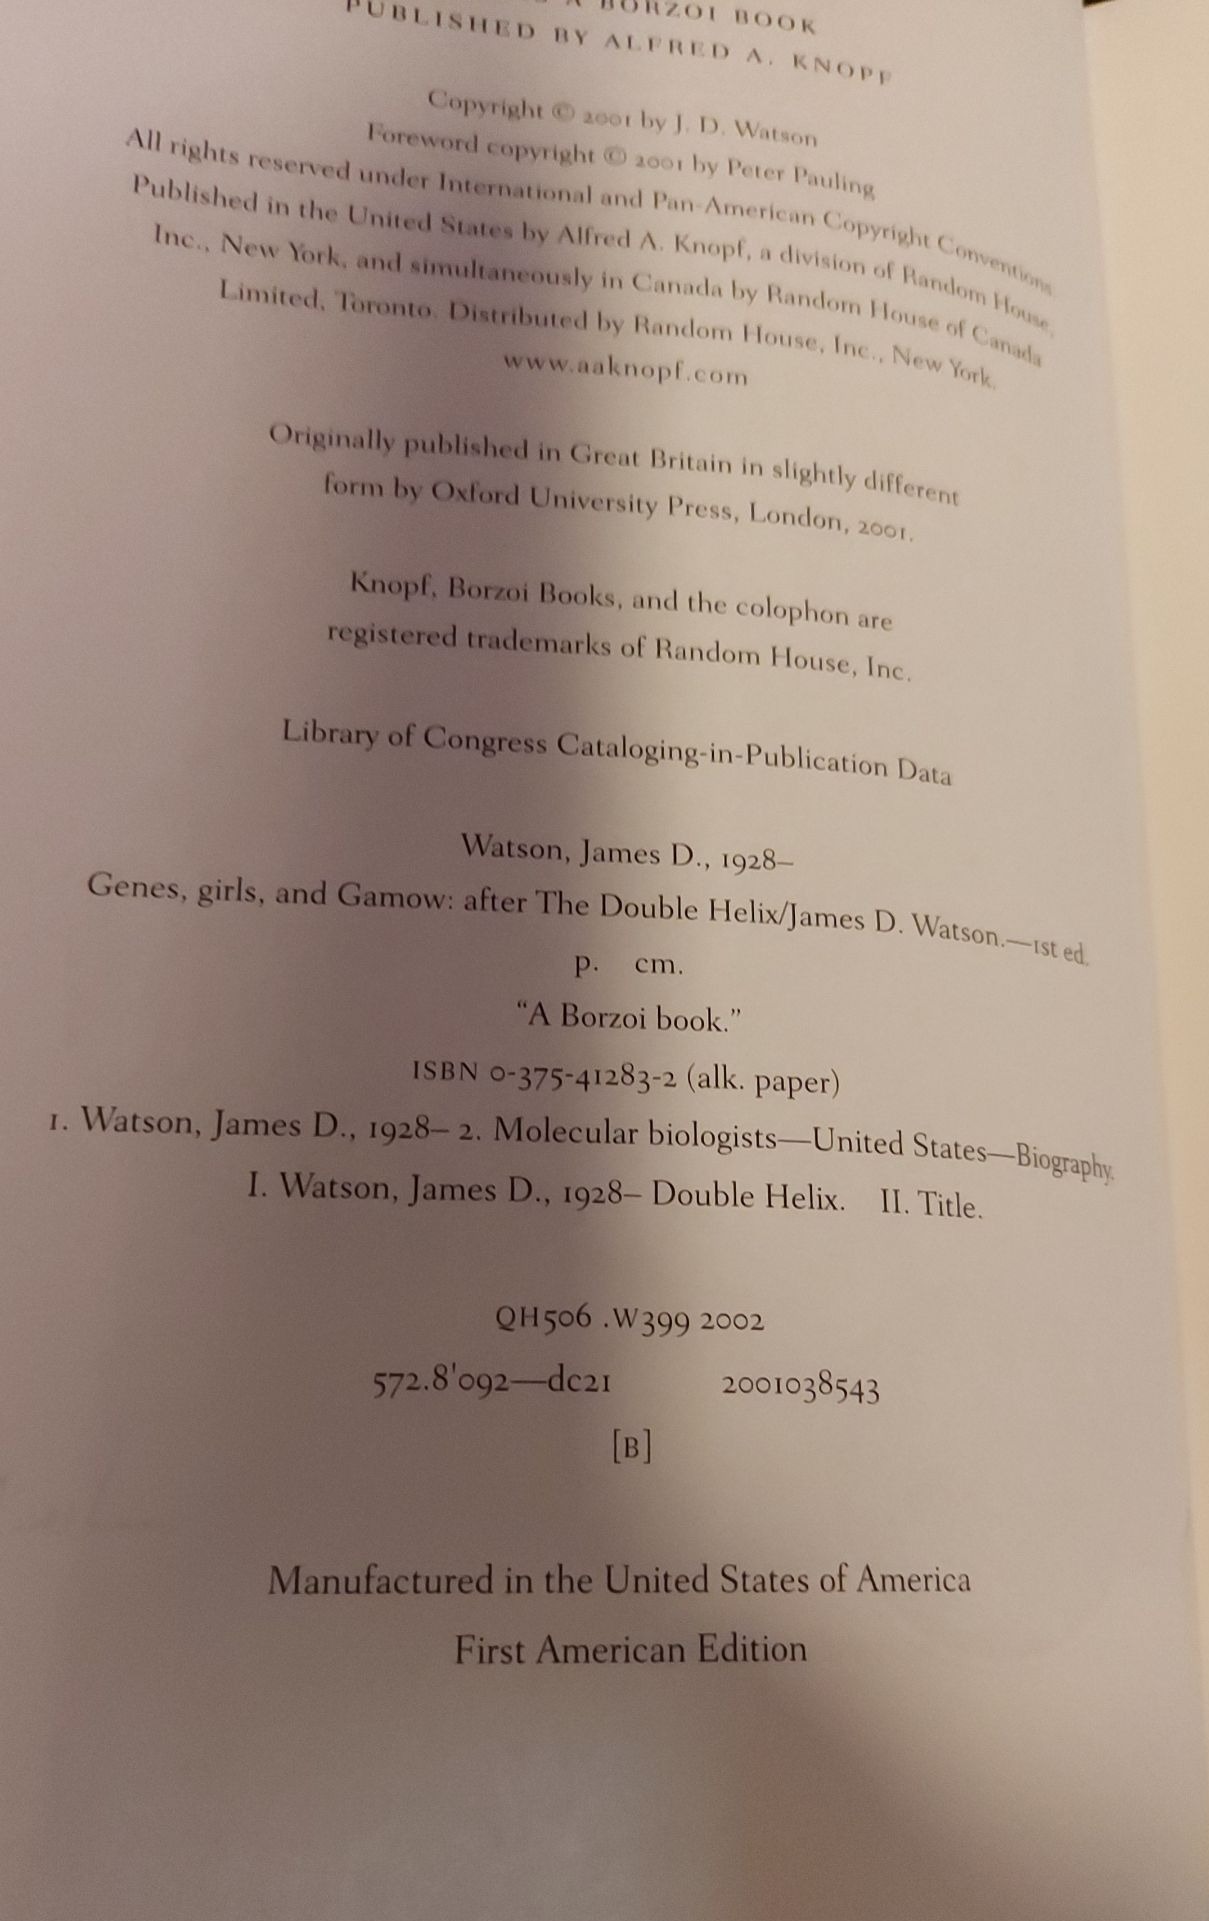 A BORZOI BOOK
PUBLISHED BY ALFRED A. KNOPF
Copyright © 2001 by J. D. Watson
Foreword copyright © 2001 by Peter Pauling
All rights reserved under International and Pan-American Copyright Conventions
Published in the United States by Alfred A. Knopf, a division of Random House,
Inc., New York, and simultaneously in Canada by Random House of Canada
Limited, Toronto. Distributed by Random House, Inc., New York.
www.aaknopf.com
Originally published in Great Britain in slightly different
form by Oxford University Press, London, 2001.
Knopf, Borzoi Books, and the colophon are
registered trademarks of Random House, Inc.
Library of Congress Cataloging-in-Publication Data
Watson, James D., 1928–
Genes, girls, and Gamow: after The Double Helix/James D. Watson.—1st ed.
p. cm.
“A Borzoi book.”
ISBN 0-375-41283-2 (alk. paper)
1. Watson, James D., 1928– 2. Molecular biologists—United States—Biography.
I. Watson, James D., 1928– Double Helix. II. Title.
QH506 .W399 2002
572.8'092—dc21 2001038543
[B]
Manufactured in the United States of America
First American Edition